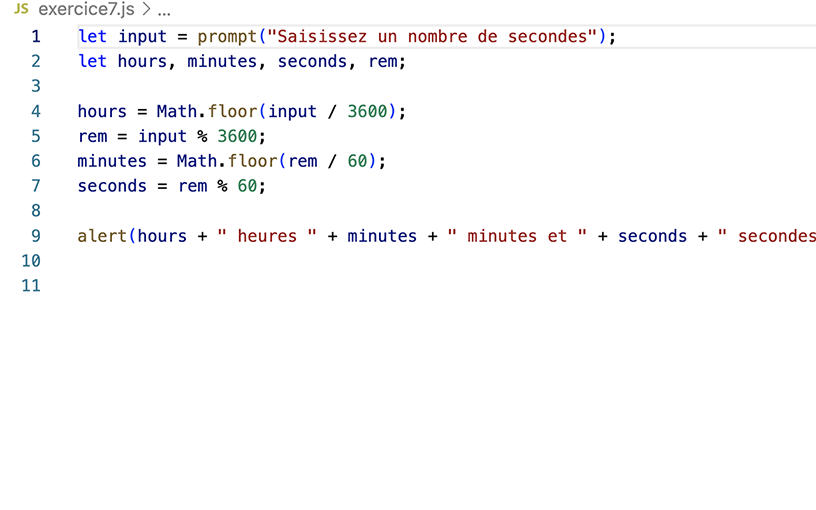 JS exercice7.js > ...
1 let input = prompt("Saisissez un nombre de secondes");
2 let hours, minutes, seconds, rem;
3
4 hours = Math.floor(input / 3600);
5 rem = input % 3600;
6 minutes = Math.floor(rem / 60);
7 seconds = rem % 60;
8
9 alert(hours + " heures " + minutes + " minutes et " + seconds + " secondes
10
11